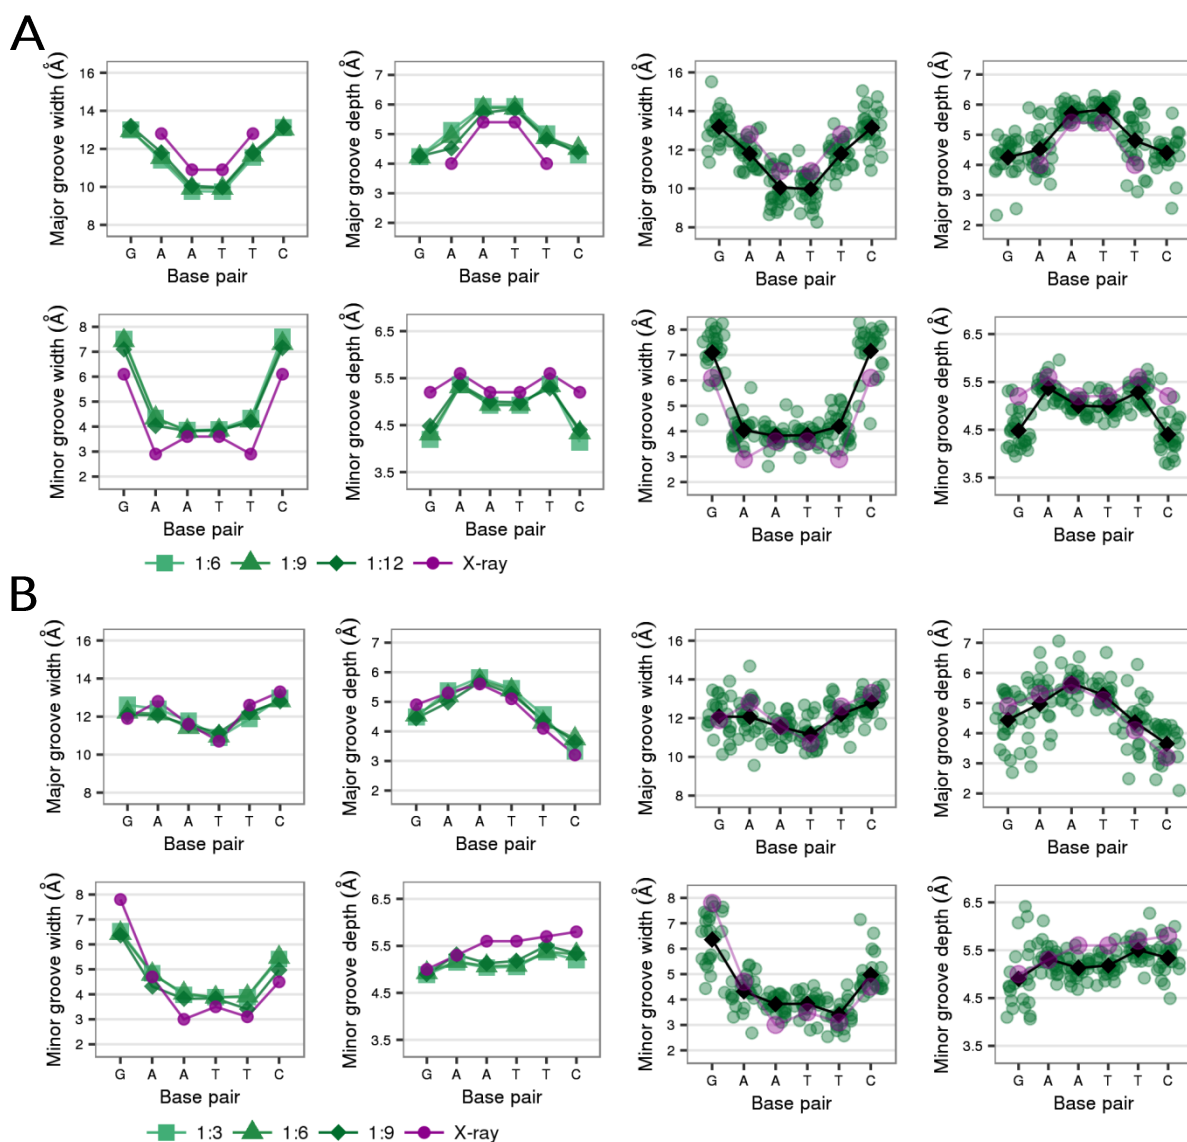 A
Major groove width (Å)
16
14
12
10
8
G A A T T C
Base pair
Major groove depth (Å)
7
6
5
4
3
2
G A A T T C
Base pair
Major groove width (Å)
16
14
12
10
8
G A A T T C
Base pair
Major groove depth (Å)
7
6
5
4
3
2
G A A T T C
Base pair
Minor groove width (Å)
8
7
6
5
4
3
2
G A A T T C
Base pair
Minor groove depth (Å)
6.5
5.5
4.5
3.5
G A A T T C
Base pair
Minor groove width (Å)
8
7
6
5
4
3
2
G A A T T C
Base pair
Minor groove depth (Å)
6.5
5.5
4.5
3.5
G A A T T C
Base pair
1:6 1:9 1:12 X-ray
B
Major groove width (Å)
16
14
12
10
8
G A A T T C
Base pair
Major groove depth (Å)
7
6
5
4
3
2
G A A T T C
Base pair
Major groove width (Å)
16
14
12
10
8
G A A T T C
Base pair
Major groove depth (Å)
7
6
5
4
3
2
G A A T T C
Base pair
Minor groove width (Å)
8
7
6
5
4
3
2
G A A T T C
Base pair
Minor groove depth (Å)
6.5
5.5
4.5
3.5
G A A T T C
Base pair
Minor groove width (Å)
8
7
6
5
4
3
2
G A A T T C
Base pair
Minor groove depth (Å)
6.5
5.5
4.5
3.5
G A A T T C
Base pair
1:3 1:6 1:9 X-ray